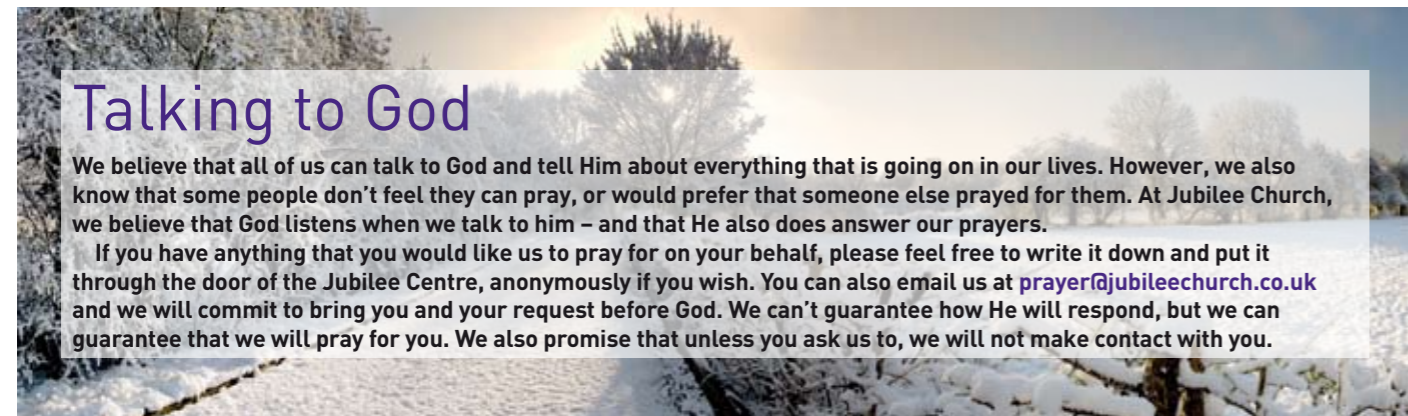 Talking to God
We believe that all of us can talk to God and tell Him about everything that is going on in our lives. However, we also
know that some people don’t feel they can pray, or would prefer that someone else prayed for them. At Jubilee Church,
we believe that God listens when we talk to him – and that He also does answer our prayers.
If you have anything that you would like us to pray for on your behalf, please feel free to write it down and put it
through the door of the Jubilee Centre, anonymously if you wish. You can also email us at prayer@jubileechurch.co.uk
and we will commit to bring you and your request before God. We can’t guarantee how He will respond, but we can
guarantee that we will pray for you. We also promise that unless you ask us to, we will not make contact with you.